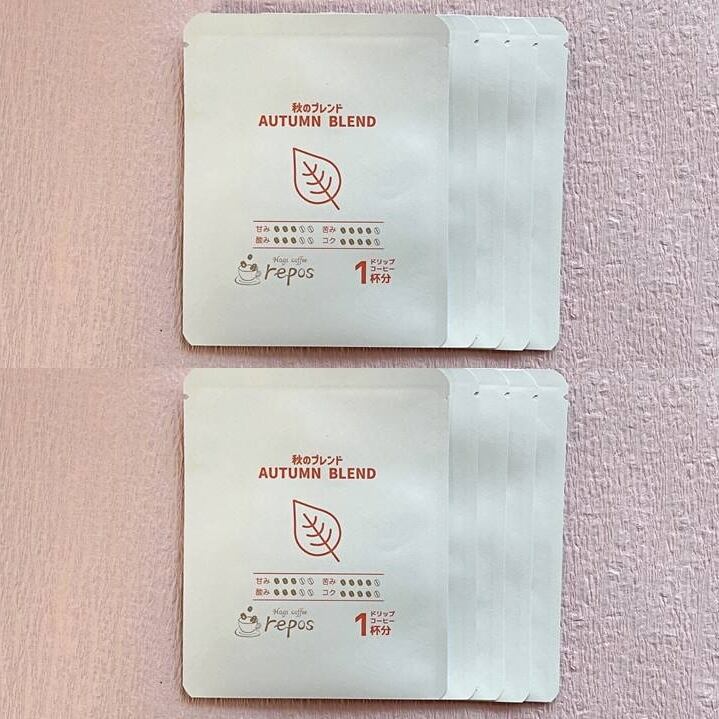 秋のブレンド
AUTUMN BLEND
甘み 苦み
酸み コク
Hagi coffee
repos
1 ドリップ
コーヒー
杯分
秋のブレンド
AUTUMN BLEND
甘み 苦み
酸み コク
Hagi coffee
repos
1 ドリップ
コーヒー
杯分